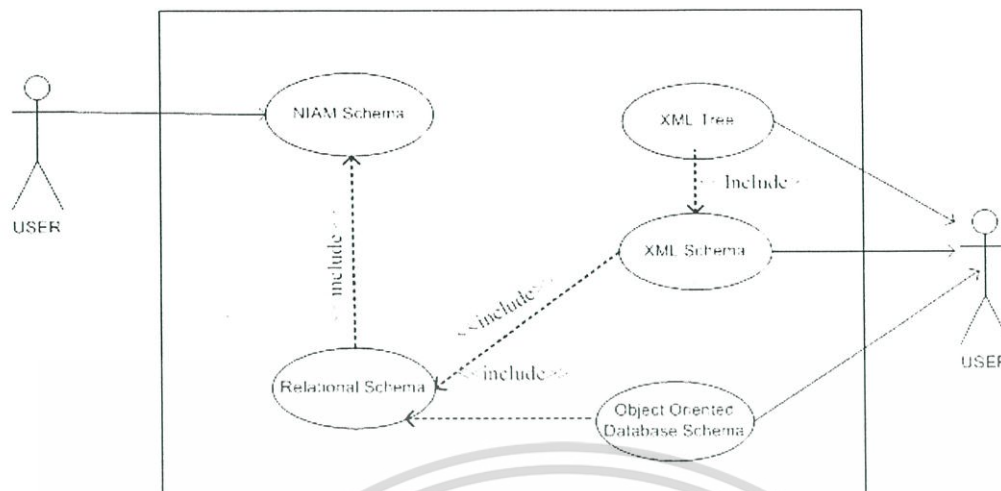 NIAM Schema
XML Tree
<<Include>>
USER
<<include>>
XML Schema
<<include>>
USER
Relational Schema
<<include>>
Object Oriented
Database Schema